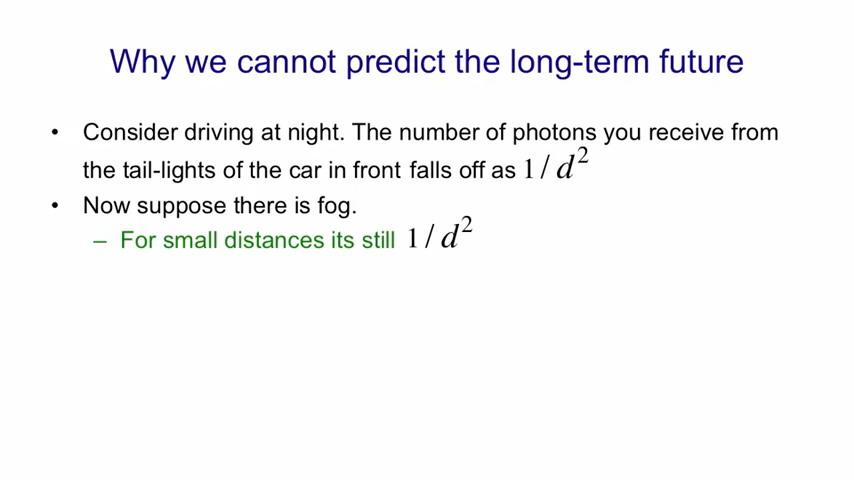 Why we cannot predict the long-term future
• Consider driving at night. The number of photons you receive from
the tail-lights of the car in front falls off as 1 / d²
• Now suppose there is fog.
– For small distances its still 1 / d²